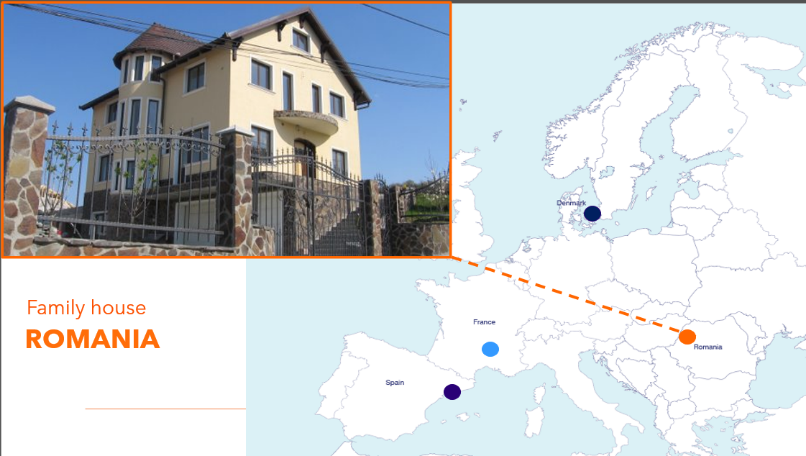 Denmark
Family house
ROMANIA
France
Romania
Spain